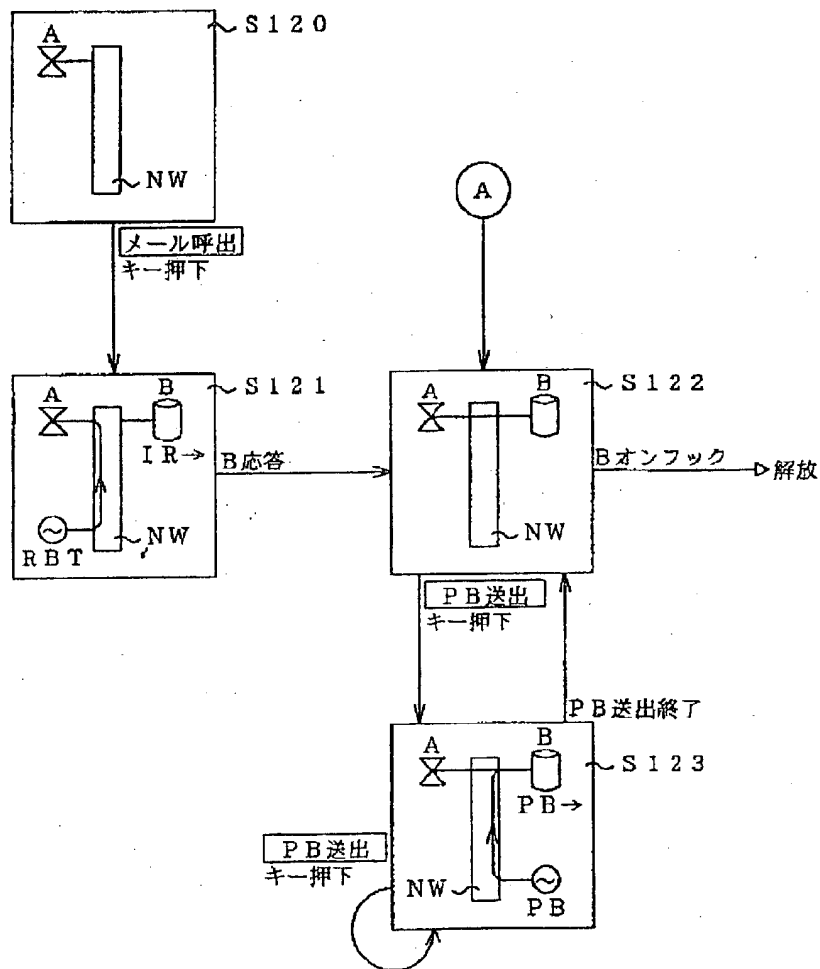 S120
A
NW
メール呼出
キー押下
A
S121
A
B
IR→
NW
RBT
B応答
S122
A
B
NW
Bオンフック
解放
PB送出
キー押下
PB送出終了
S123
A
B
PB→
NW
PB
PB送出
キー押下